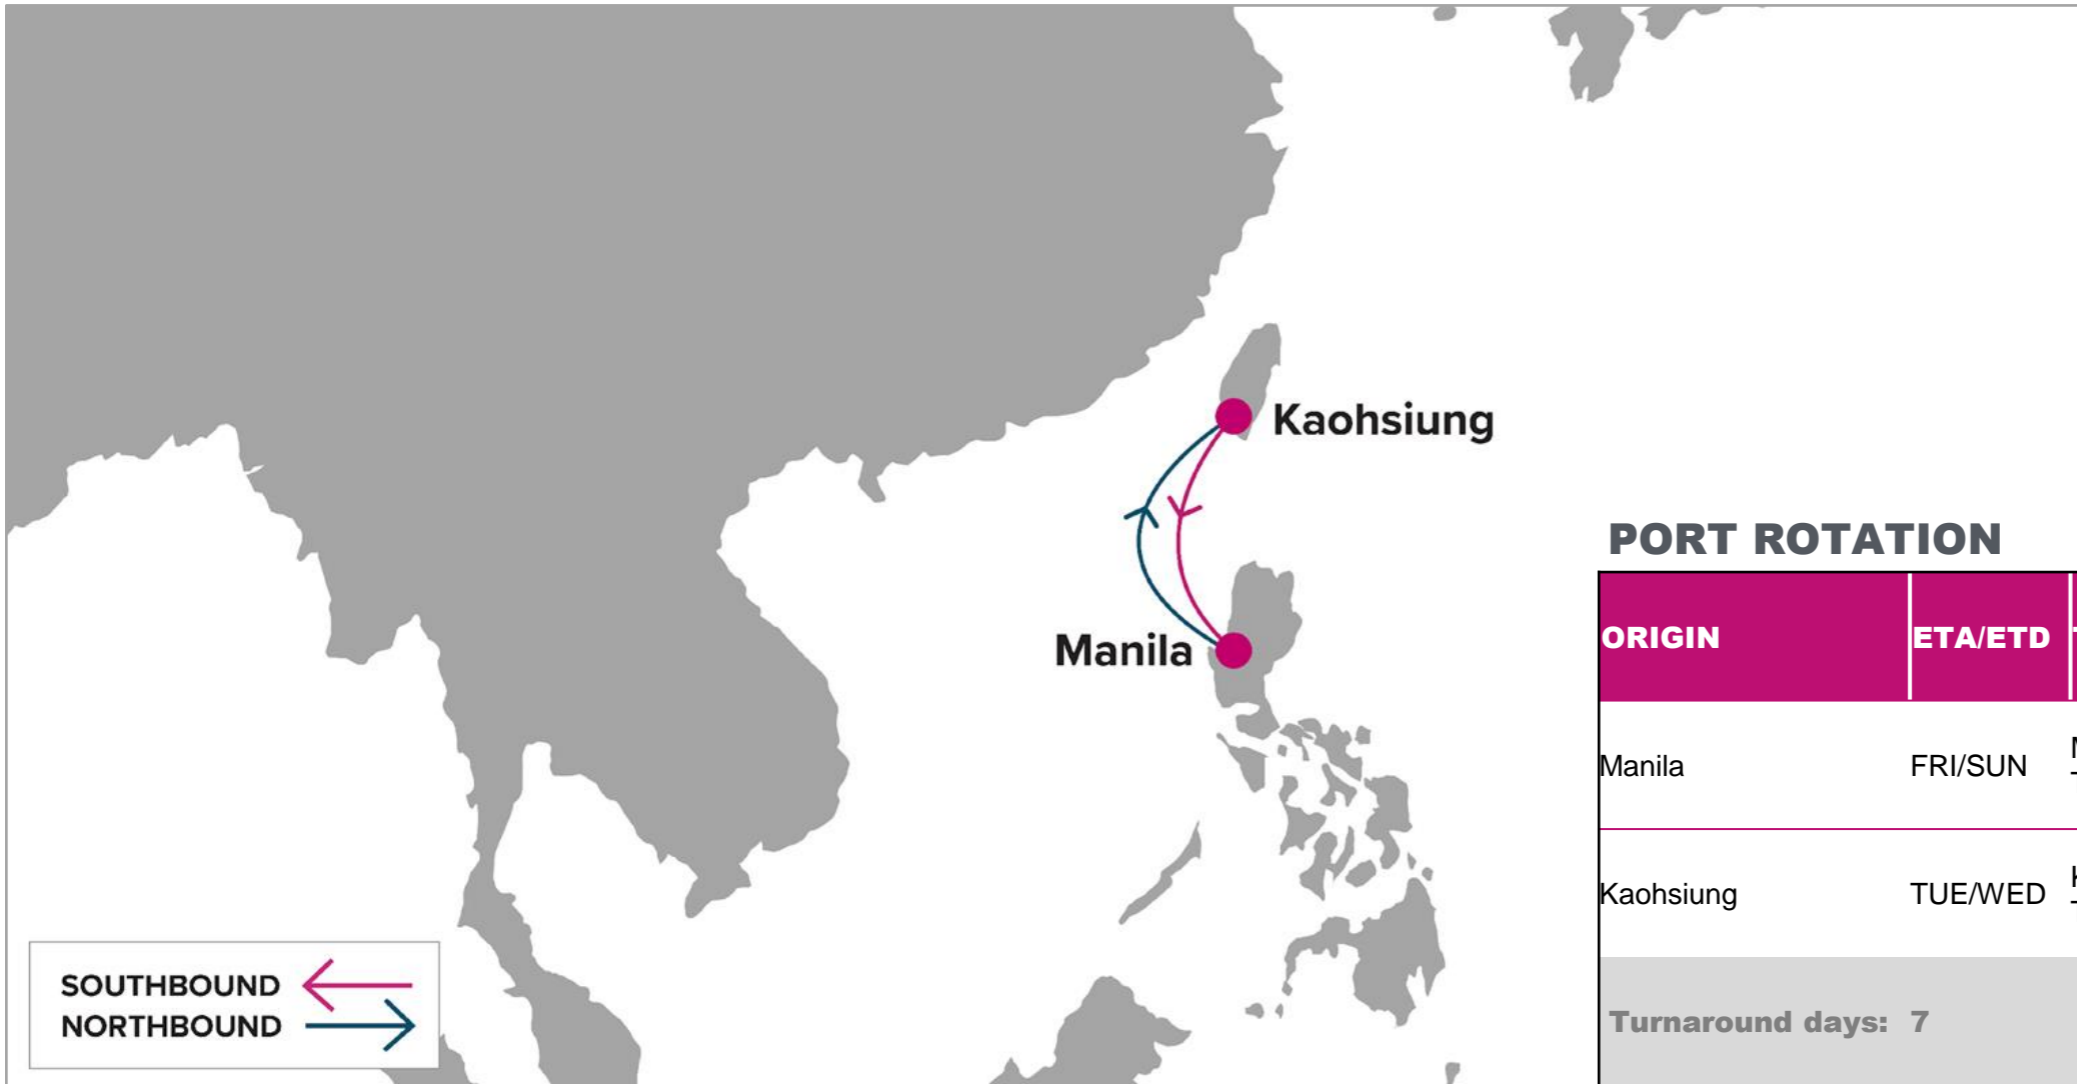 Kaohsiung
Manila
SOUTHBOUND
NORTHBOUND
PORT ROTATION
ORIGIN ETA/ETD
Manila FRI/SUN
Kaohsiung TUE/WED
Turnaround days: 7